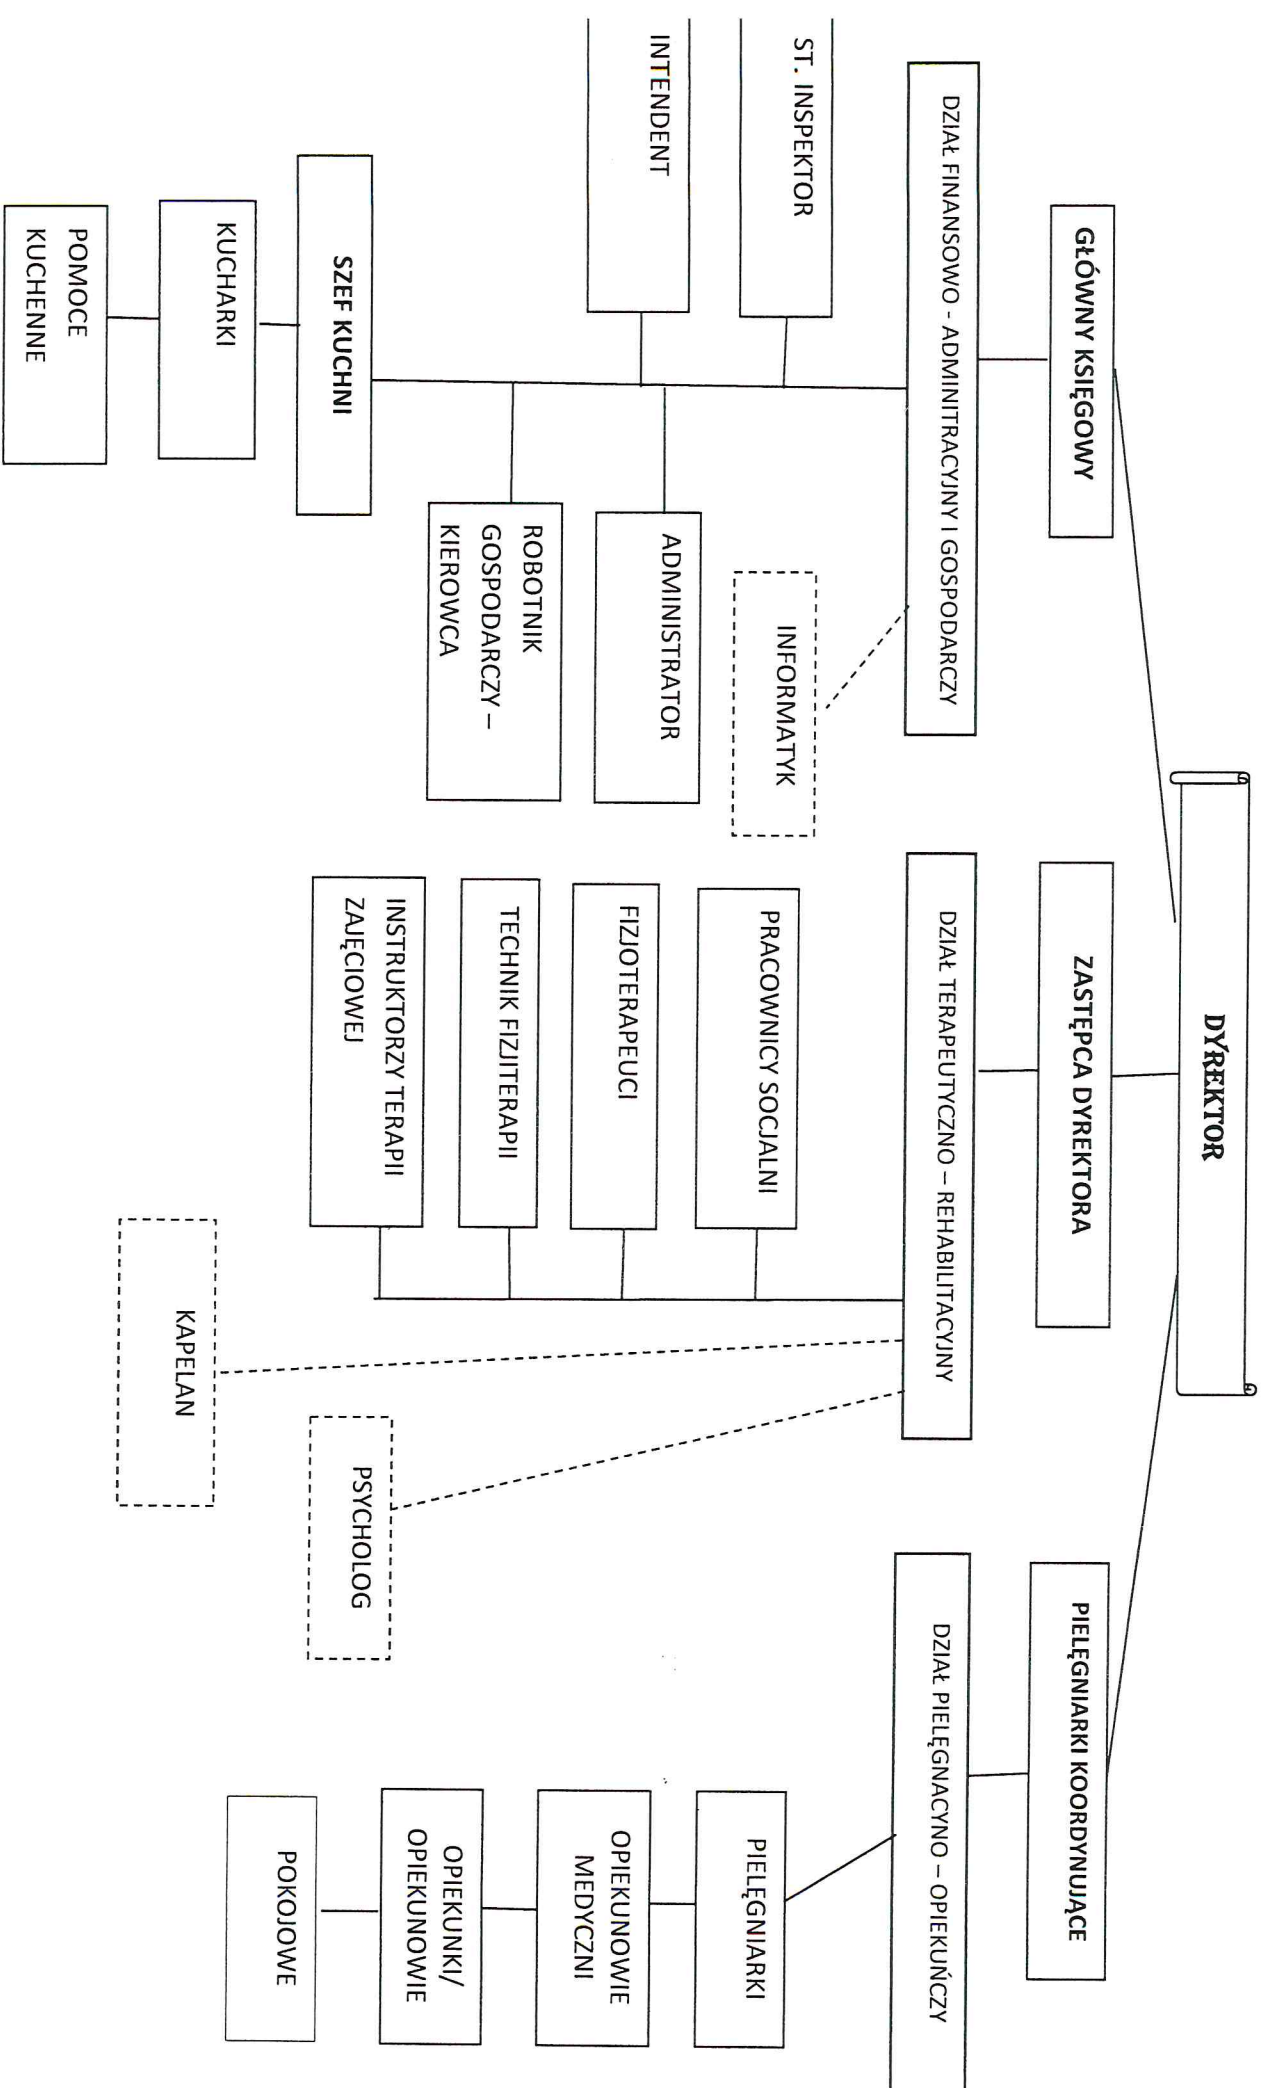 DYREKTOR
GŁÓWNY KSIĘGOWY
ZASTĘPCA DYREKTORA
PIELĘGNIARKI KOORDYNUJĄCE
DZIAŁ FINANSOWO - ADMINITRACYJNY I GOSPODARCZY
DZIAŁ TERAPEUTYCZNO – REHABILITACYJNY
DZIAŁ PIELĘGNACYNO – OPIEKUŃCZY
ST. INSPEKTOR
INFORMATYK
INTENDENT
ADMINISTRATOR
ROBOTNIK
GOSPODARCZY –
KIEROWCA
SZEF KUCHNI
KUCHARKI
POMOCE
KUCHENNE
PRACOWNICY SOCJALNI
FIZJOTERAPEUCI
TECHNIK FIZJITERAPII
INSTRUKTORZY TERAPII
ZAJĘCIOWEJ
KAPELAN
PSYCHOLOG
PIELĘGNIARKI
OPIEKUNOWIE
MEDYCZNI
OPIEKUNKI/
OPIEKUNOWIE
POKOJOWE